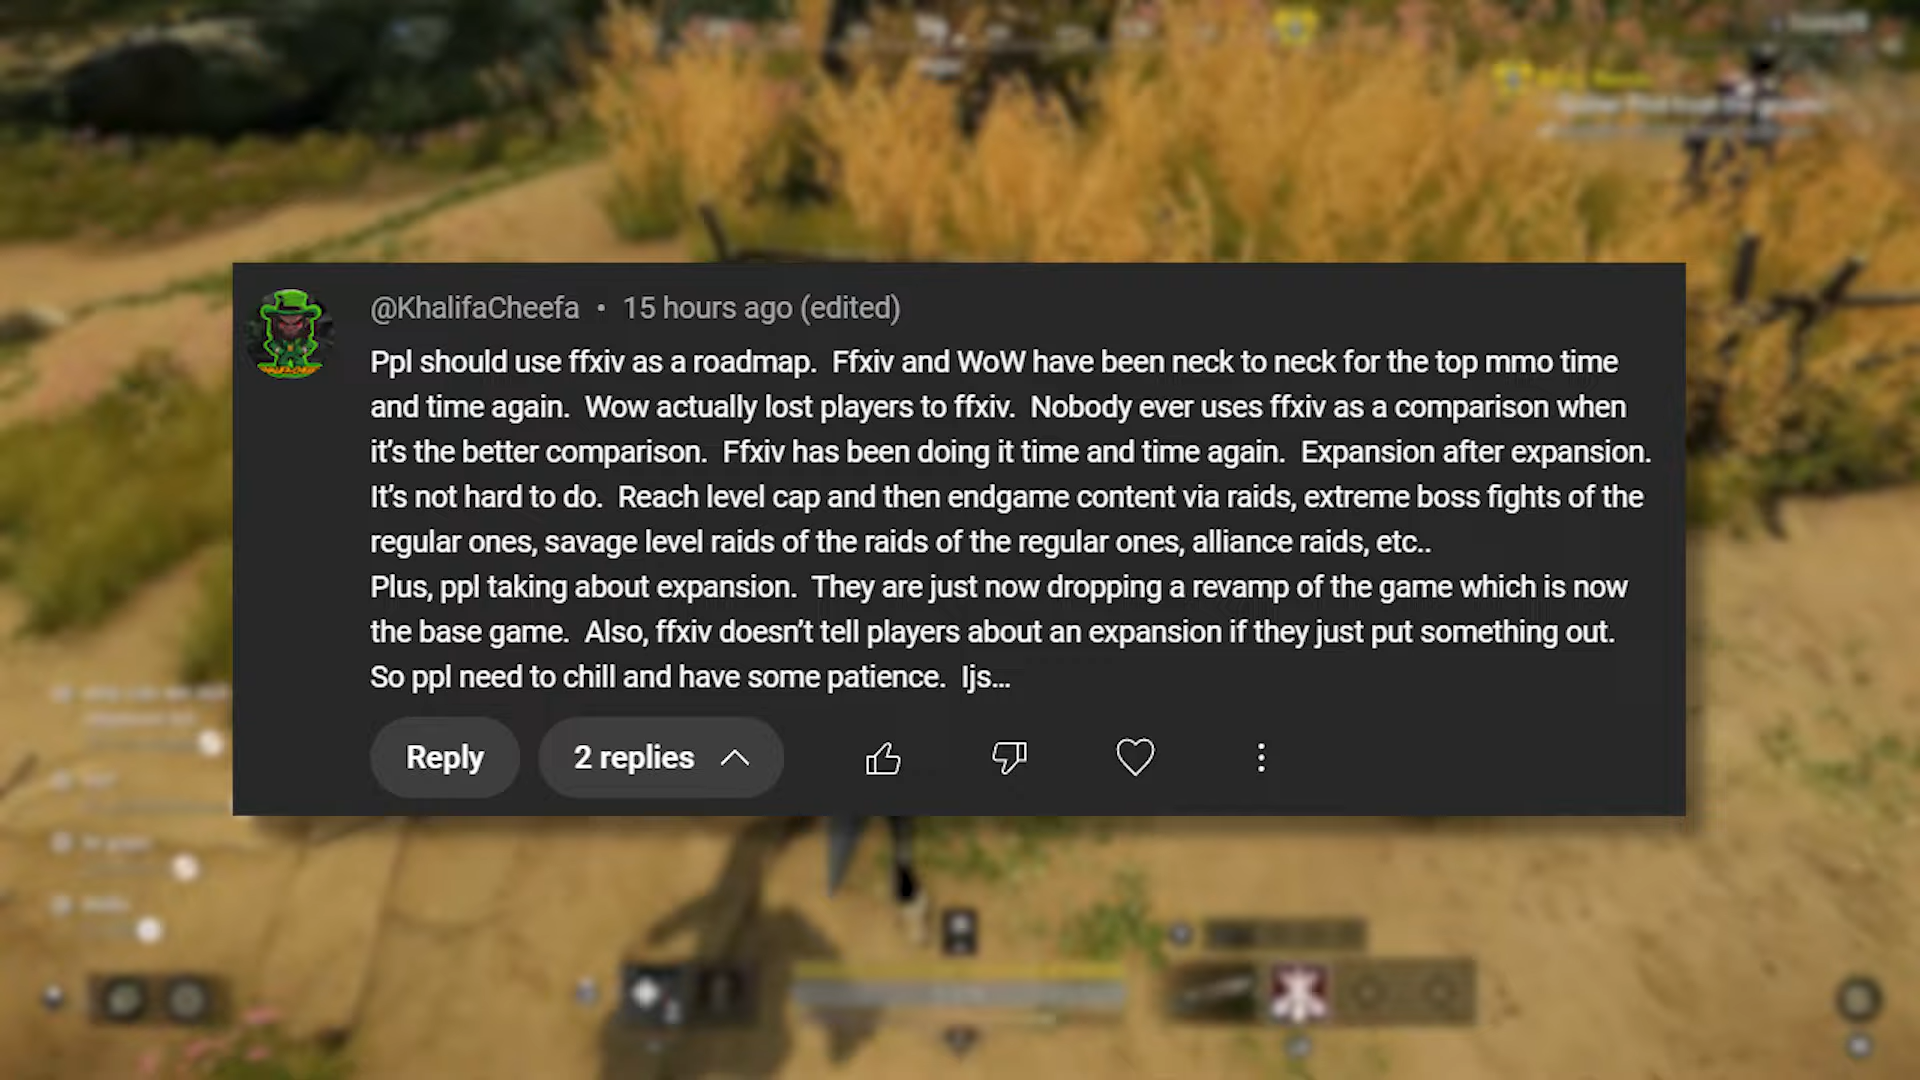 @KhalifaCheefa • 15 hours ago (edited)
Ppl should use ffxiv as a roadmap.  Ffxiv and WoW have been neck to neck for the top mmo time
and time again.  Wow actually lost players to ffxiv.  Nobody ever uses ffxiv as a comparison when
it’s the better comparison.  Ffxiv has been doing it time and time again.  Expansion after expansion.
It’s not hard to do.  Reach level cap and then endgame content via raids, extreme boss fights of the
regular ones, savage level raids of the raids of the regular ones, alliance raids, etc..
Plus, ppl taking about expansion.  They are just now dropping a revamp of the game which is now
the base game.  Also, ffxiv doesn’t tell players about an expansion if they just put something out.
So ppl need to chill and have some patience.  Ijs…
Reply
2 replies